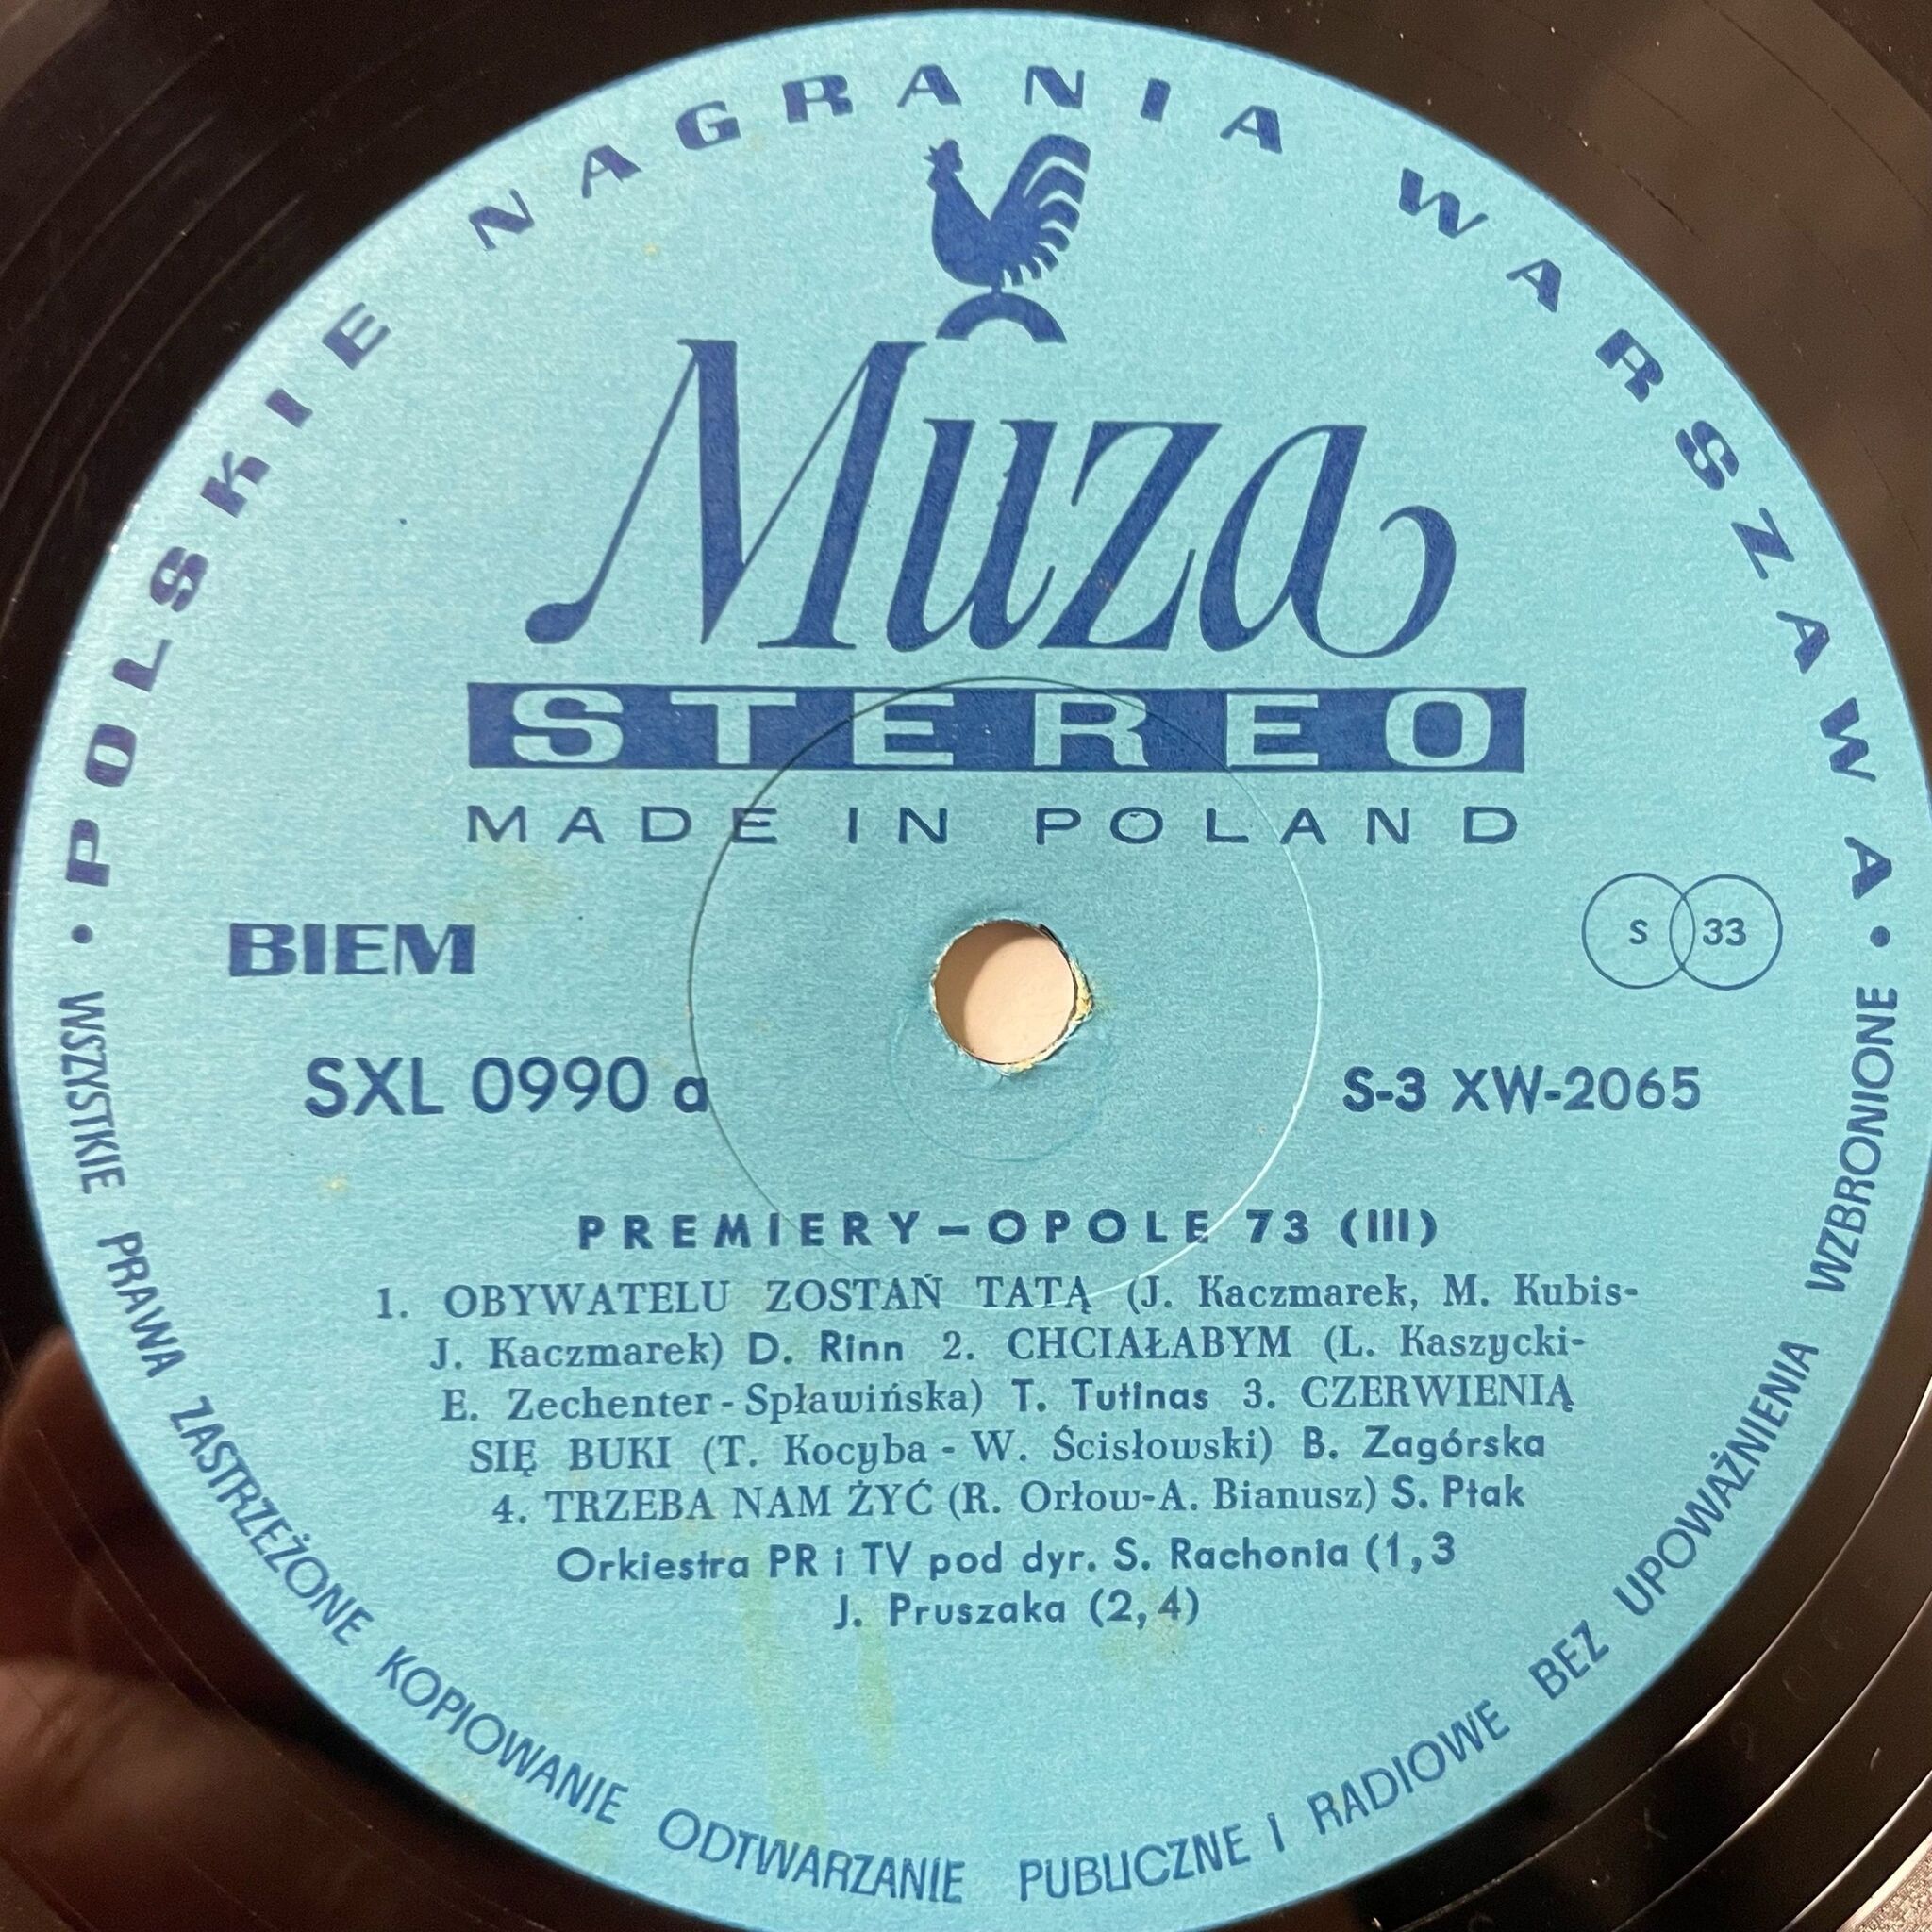 POLSKIE NAGRANIA WARSZAWA
Muza
STEREO
MADE IN POLAND
BIEM
S 33
SXL 0990 a
S-3 XW-2065
PREMIERY—OPOLE 73 (III)
1. OBYWATELU ZOSTAŃ TATĄ (J. Kaczmarek, M. Kubis-
J. Kaczmarek) D. Rinn 2. CHCIAŁABYM (L. Kaszycki-
E. Zechenter - Spławińska) T. Tutinas 3. CZERWIENIĄ
SIĘ BUKI (T. Kocyba - W. Ścisłowski) B. Zagórska
4. TRZEBA NAM ŻYĆ (R. Orłow-A. Bianusz) S. Ptak
Orkiestra PR i TV pod dyr. S. Rachonia (1,3
J. Pruszaka (2,4)
• WSZYSTKIE PRAWA ZASTRZEŻONE KOPIOWANIE ODTWARZANIE PUBLICZNE I RADIOWE BEZ UPOWAŻNIENIA WZBRONIONE •